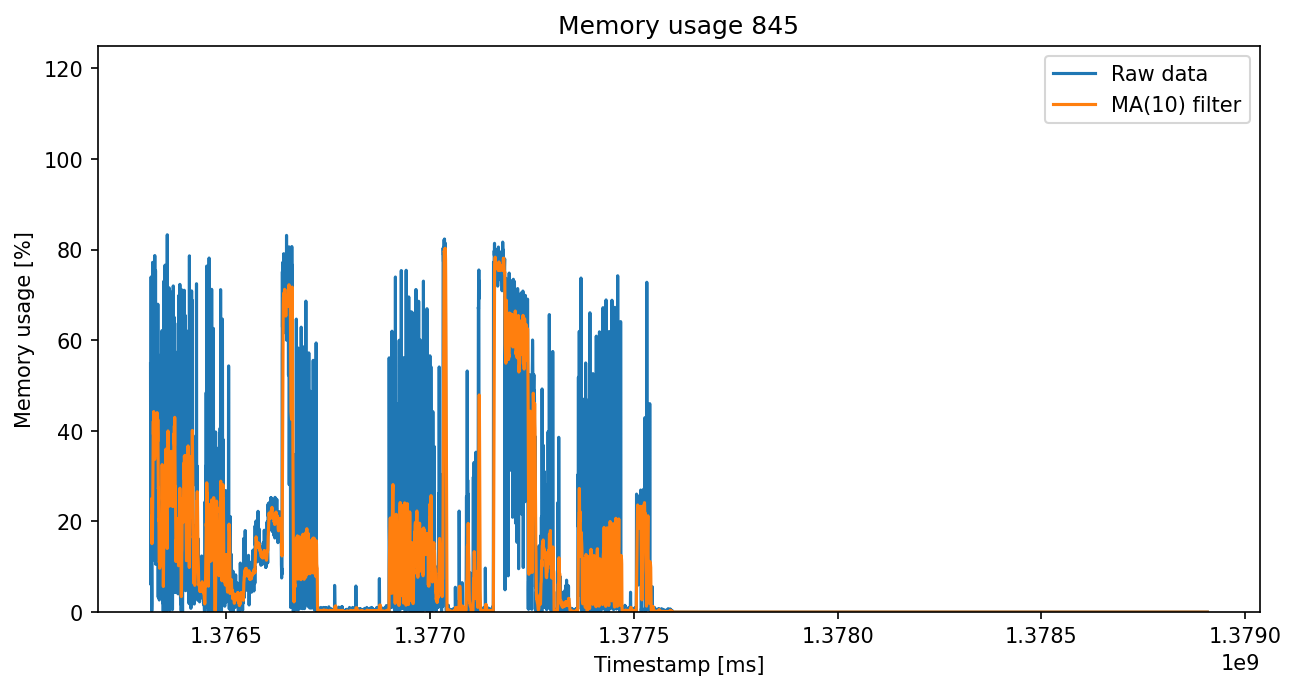 Memory usage 845
Raw data
MA(10) filter
Memory usage [%]
120
100
80
60
40
20
0
1.3765 1.3770 1.3775 1.3780 1.3785 1.3790
1e9
Timestamp [ms]